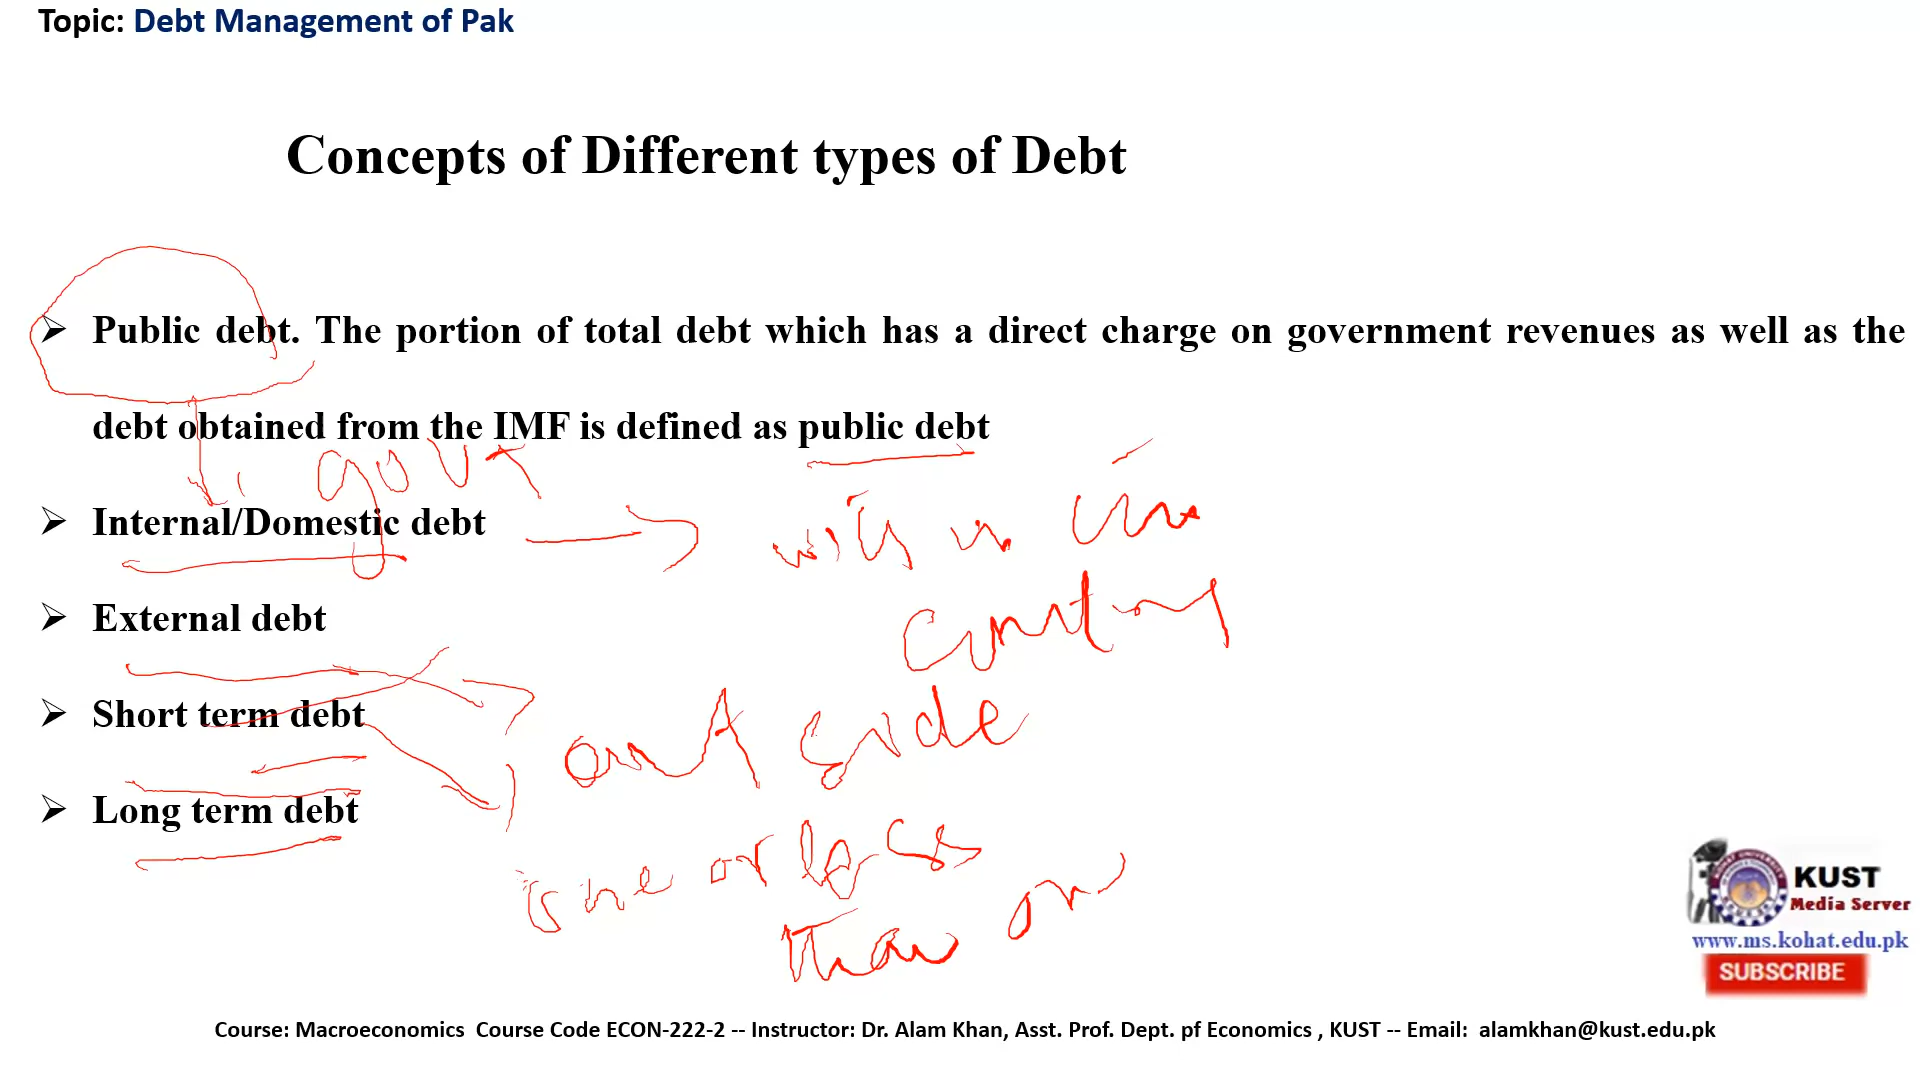 Topic: Debt Management of Pak
Concepts of Different types of Debt
➢ Public debt. The portion of total debt which has a direct charge on government revenues as well as the
debt obtained from the IMF is defined as public debt
govt
➢ Internal/Domestic debt
with in the
➢ External debt
country
➢ Short term debt
out side
➢ Long term debt
one or less
than one
KUST
Media Server
www.ms.kohat.edu.pk
SUBSCRIBE
Course: Macroeconomics Course Code ECON-222-2 -- Instructor: Dr. Alam Khan, Asst. Prof. Dept. pf Economics , KUST -- Email: alamkhan@kust.edu.pk